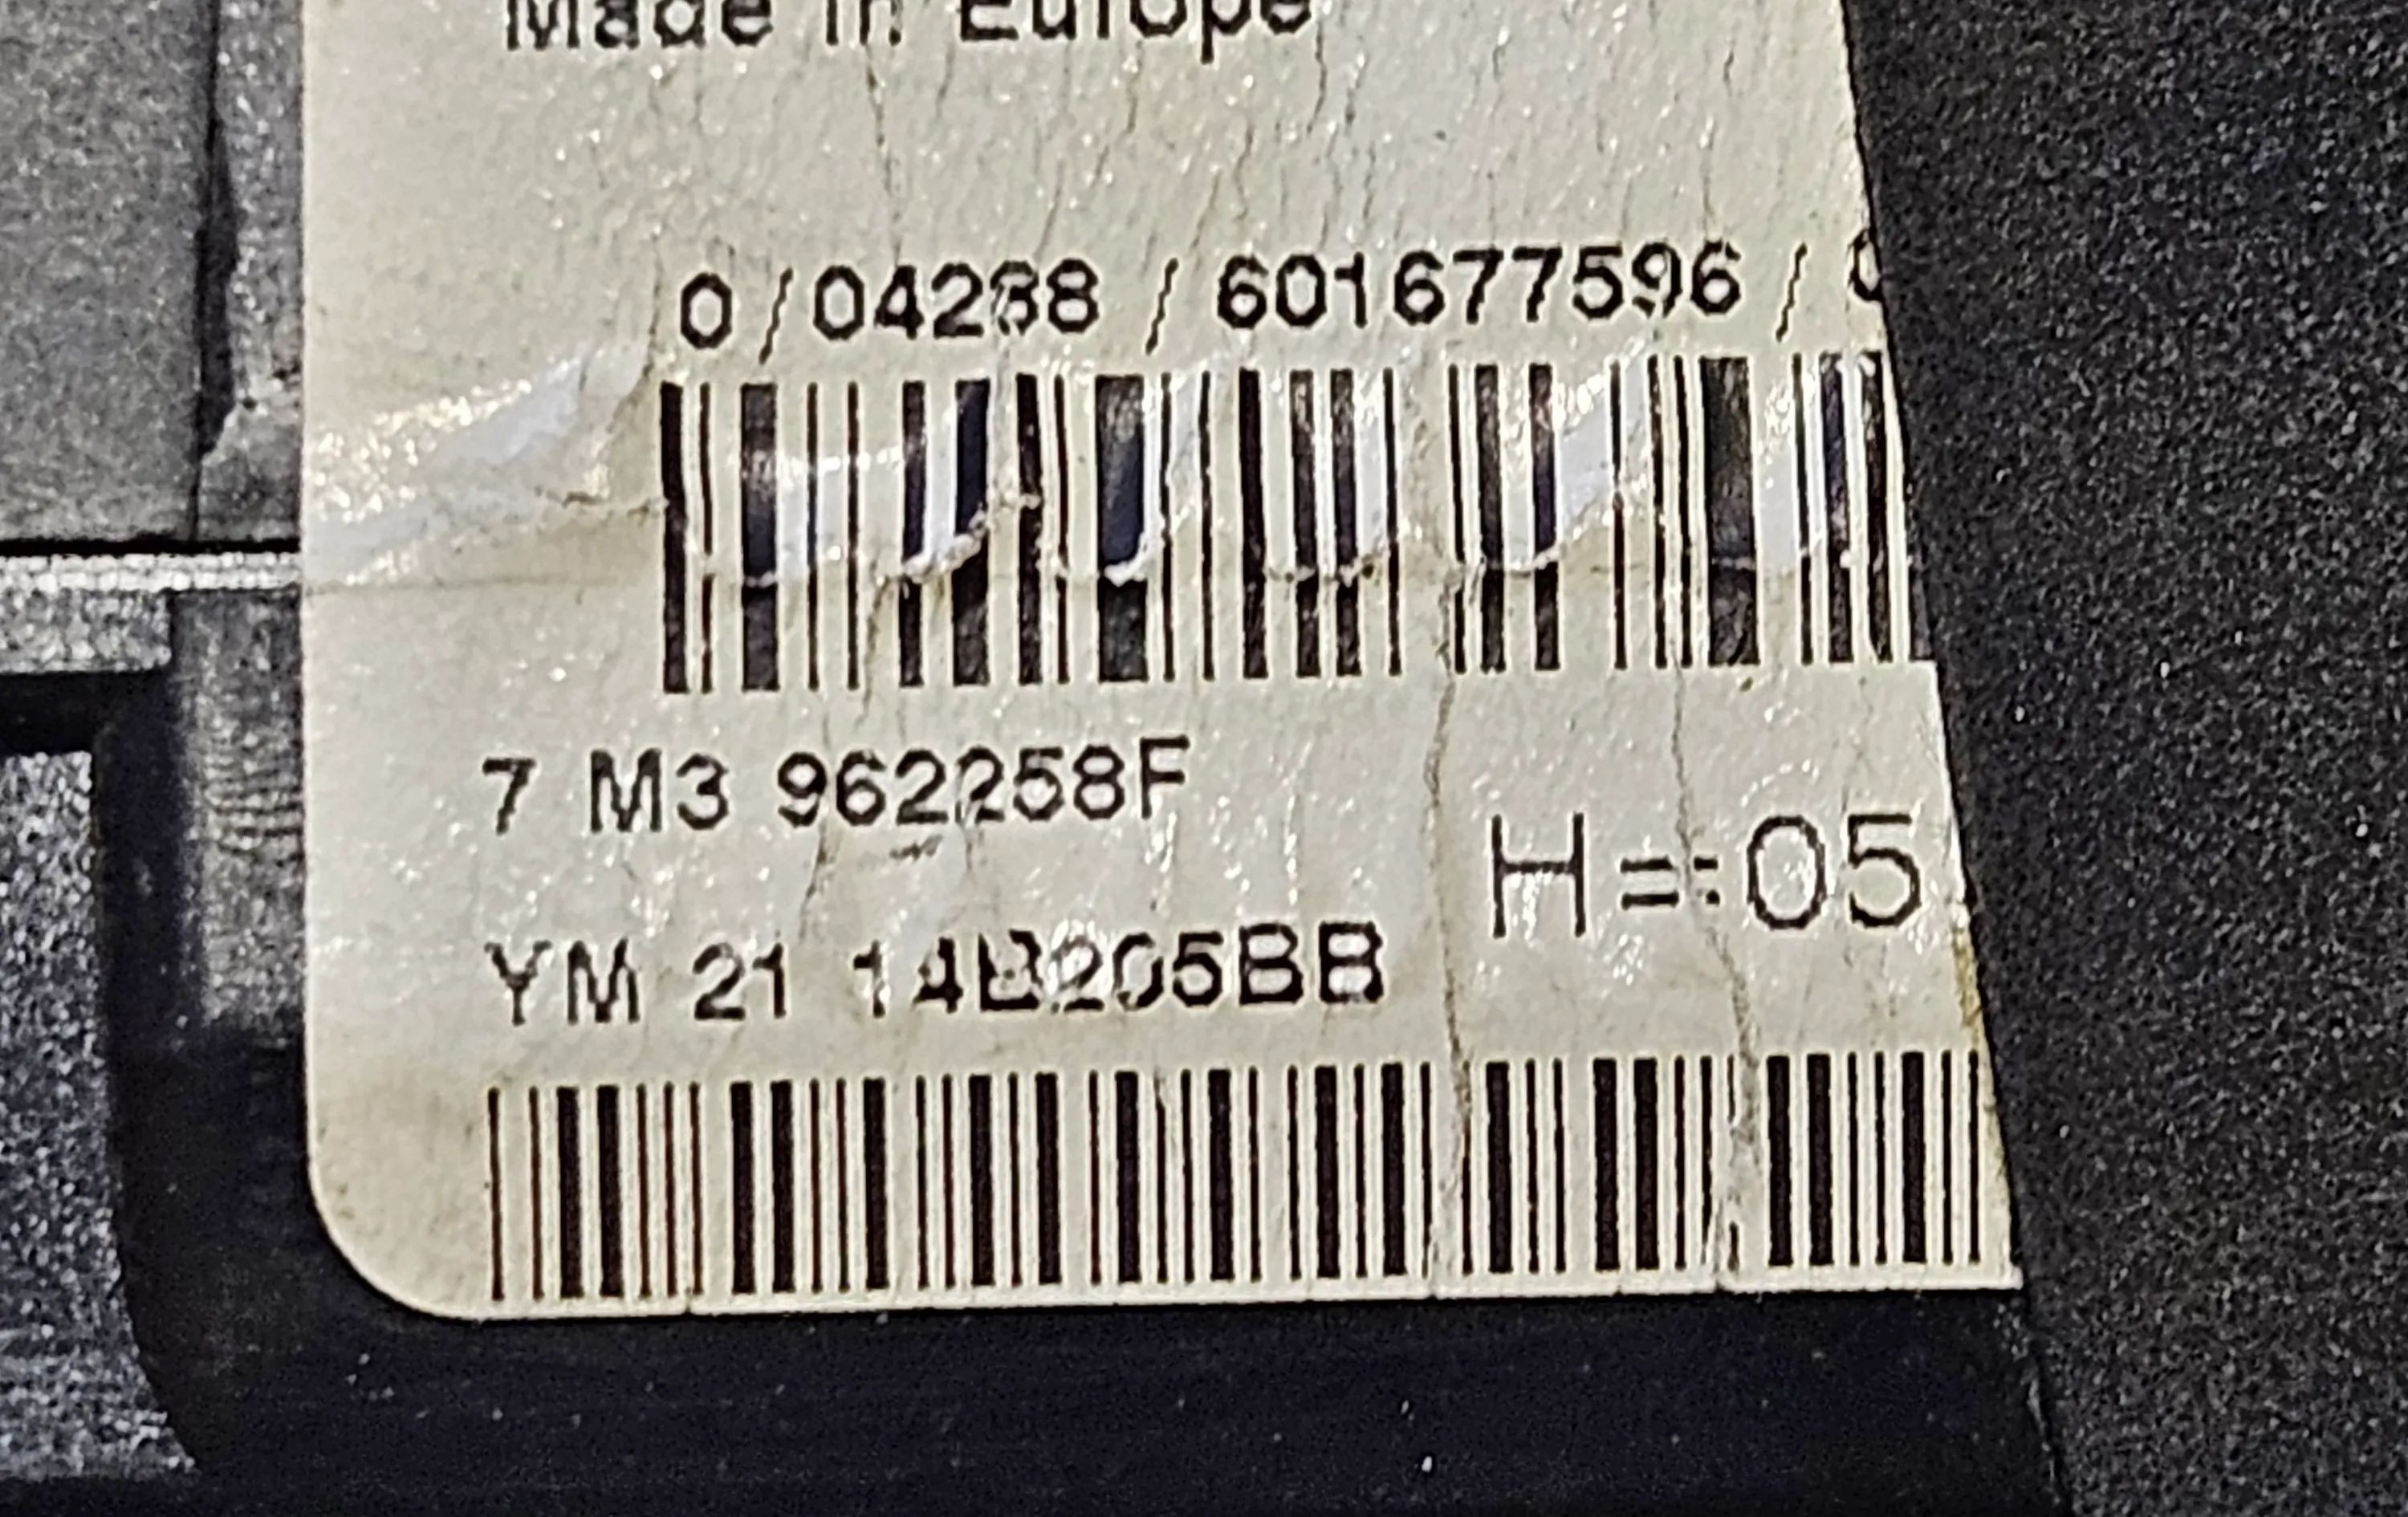 Made in Europe
0 / 04288 / 601677596 /
7 M3 962258F
H= 05
YM 21 14B205BB